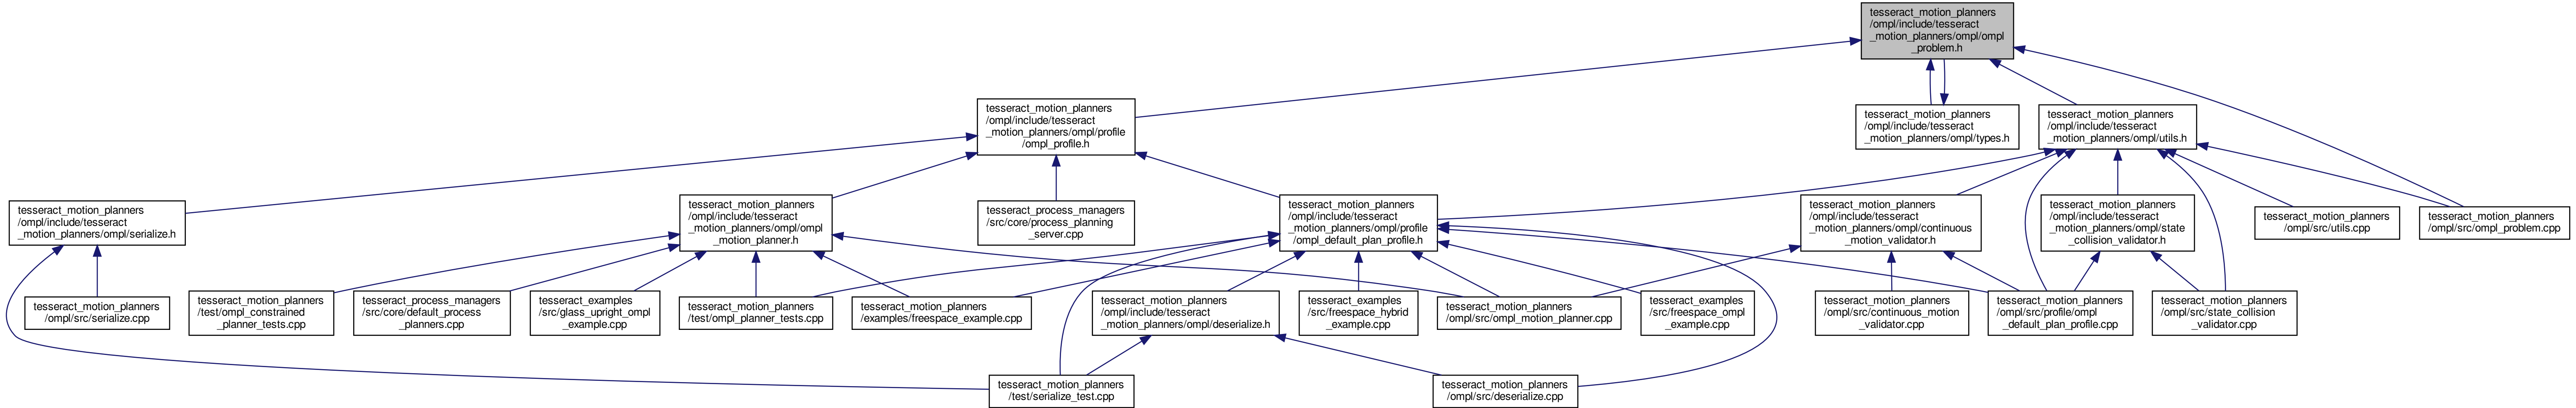 tesseract_motion_planners
/ompl/include/tesseract
_motion_planners/ompl/ompl
_problem.h
tesseract_motion_planners
/ompl/include/tesseract
_motion_planners/ompl/profile
/ompl_profile.h
tesseract_motion_planners
/ompl/include/tesseract
_motion_planners/ompl/types.h
tesseract_motion_planners
/ompl/include/tesseract
_motion_planners/ompl/utils.h
tesseract_motion_planners
/ompl/include/tesseract
_motion_planners/ompl/serialize.h
tesseract_motion_planners
/ompl/include/tesseract
_motion_planners/ompl/ompl
_motion_planner.h
tesseract_process_managers
/src/core/process_planning
_server.cpp
tesseract_motion_planners
/ompl/include/tesseract
_motion_planners/ompl/profile
/ompl_default_plan_profile.h
tesseract_motion_planners
/ompl/include/tesseract
_motion_planners/ompl/continuous
_motion_validator.h
tesseract_motion_planners
/ompl/include/tesseract
_motion_planners/ompl/state
_collision_validator.h
tesseract_motion_planners
/ompl/src/utils.cpp
tesseract_motion_planners
/ompl/src/ompl_problem.cpp
tesseract_motion_planners
/ompl/src/serialize.cpp
tesseract_motion_planners
/test/ompl_constrained
_planner_tests.cpp
tesseract_process_managers
/src/core/default_process
_planners.cpp
tesseract_examples
/src/glass_upright_ompl
_example.cpp
tesseract_motion_planners
/test/ompl_planner_tests.cpp
tesseract_motion_planners
/examples/freespace_example.cpp
tesseract_motion_planners
/ompl/include/tesseract
_motion_planners/ompl/deserialize.h
tesseract_examples
/src/freespace_hybrid
_example.cpp
tesseract_motion_planners
/ompl/src/ompl_motion_planner.cpp
tesseract_examples
/src/freespace_ompl
_example.cpp
tesseract_motion_planners
/ompl/src/continuous_motion
_validator.cpp
tesseract_motion_planners
/ompl/src/profile/ompl
_default_plan_profile.cpp
tesseract_motion_planners
/ompl/src/state_collision
_validator.cpp
tesseract_motion_planners
/test/serialize_test.cpp
tesseract_motion_planners
/ompl/src/deserialize.cpp